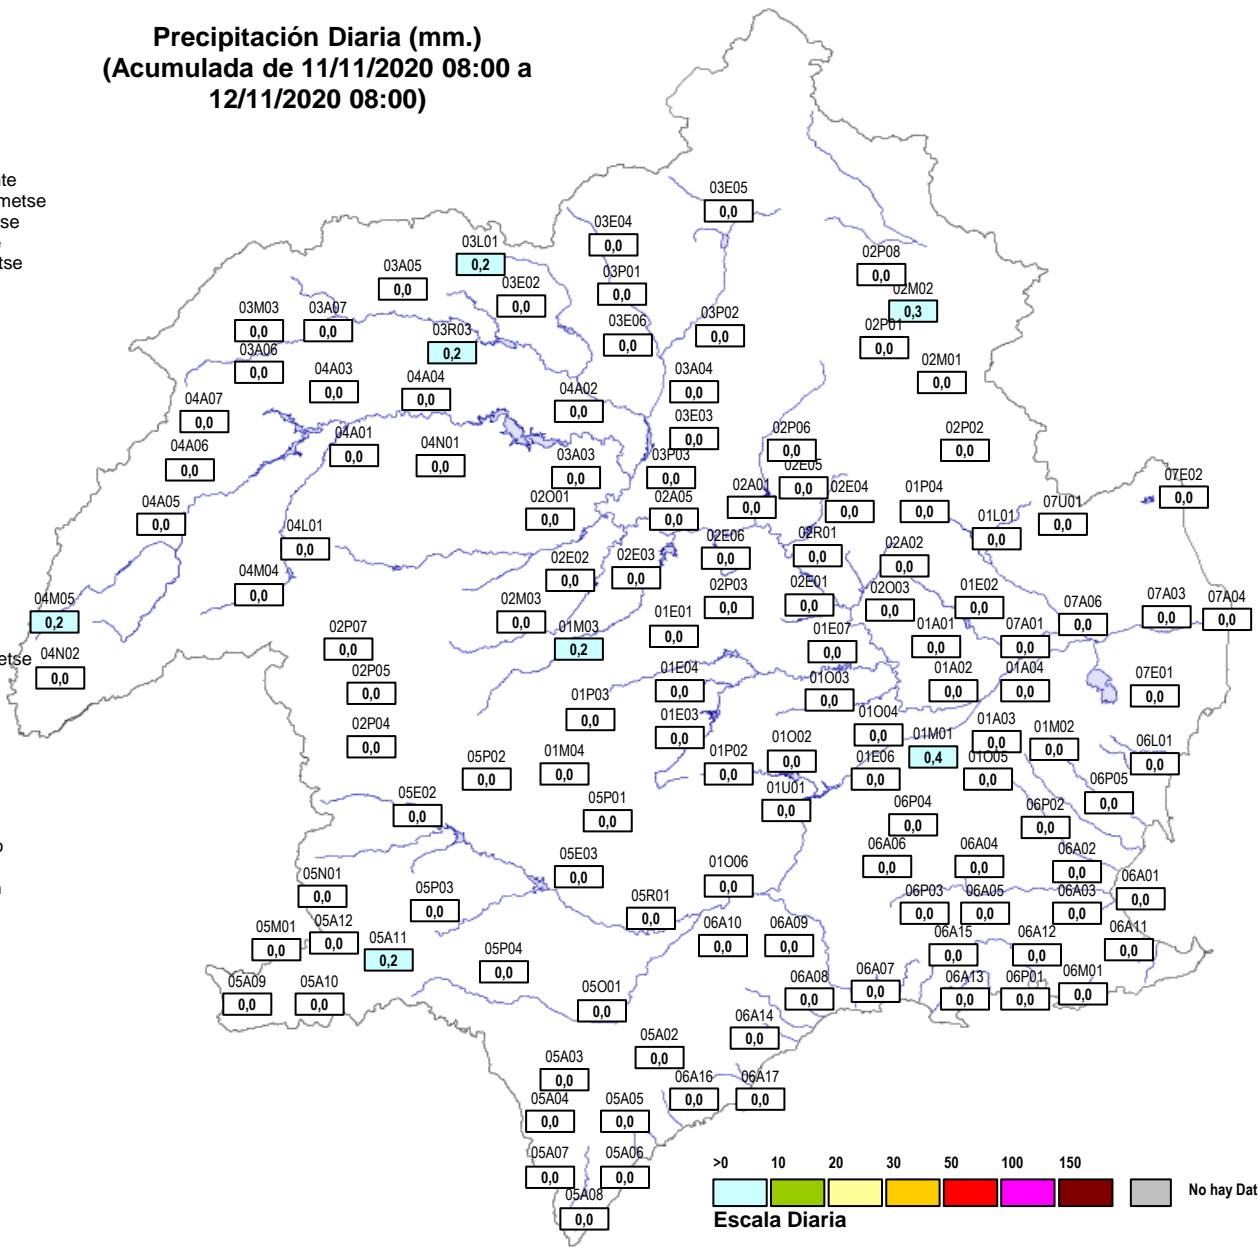 Precipitación Diaria (mm.)
(Acumulada de 11/11/2020 08:00 a
12/11/2020 08:00)
te
metse
se
tse
03E05
0,0
03E04
0,0
03L01
0,2
02P08
0,0
03A05
0,0
03P01
0,0
03E02
0,0
02M02
0,3
03M03
0,0
03A07
0,0
03P02
0,0
03E06
0,0
03R03
0,2
02P01
0,0
03A06
0,0
02M01
0,0
04A03
0,0
04A04
0,0
03A04
0,0
04A02
0,0
04A07
0,0
03E03
0,0
02P06
0,0
02P02
0,0
04A01
0,0
04N01
0,0
04A06
0,0
03A03
0,0
03P03
0,0
02E05
0,0
07E02
0,0
02A01
0,0
02E04
0,0
01P04
0,0
02O01
0,0
02A05
0,0
04A05
0,0
07U01
0,0
01L01
0,0
04L01
0,0
02E06
0,0
02R01
0,0
02A02
0,0
02E02
0,0
02E03
0,0
04M04
0,0
02P03
0,0
02E01
0,0
02O03
0,0
01E02
0,0
07A03
0,0
07A04
0,0
04M05
0,2
02M03
0,0
07A06
0,0
01E01
0,0
01M03
0,2
02P07
0,0
01E07
0,0
01A01
0,0
07A01
0,0
etse
04N02
0,0
02P05
0,0
01E04
0,0
01O03
0,0
01A02
0,0
01A04
0,0
07E01
0,0
01P03
0,0
01E03
0,0
01O04
0,0
02P04
0,0
01M01
0,4
01A03
0,0
01M02
0,0
06L01
0,0
05P02
0,0
01M04
0,0
01P02
0,0
01O02
0,0
01E06
0,0
01O05
0,0
05E02
0,0
05P01
0,0
01U01
0,0
06P05
0,0
06P04
0,0
06P02
0,0
o
05E03
0,0
06A06
0,0
06A04
0,0
06A02
0,0
05N01
0,0
05P03
0,0
01O06
0,0
06A01
0,0
05R01
0,0
06P03
0,0
06A05
0,0
06A03
0,0
05M01
0,0
05A12
0,0
05A11
0,2
06A10
0,0
06A09
0,0
06A15
0,0
06A12
0,0
06A11
0,0
05P04
0,0
05A09
0,0
05A10
0,0
05O01
0,0
06A08
0,0
06A07
0,0
06A13
0,0
06P01
0,0
06M01
0,0
06A14
0,0
05A02
0,0
05A03
0,0
06A16
0,0
06A17
0,0
05A04
0,0
05A05
0,0
05A07
0,0
05A06
0,0
05A08
0,0
>0 10 20 30 50 100 150
No hay Dat
Escala Diaria